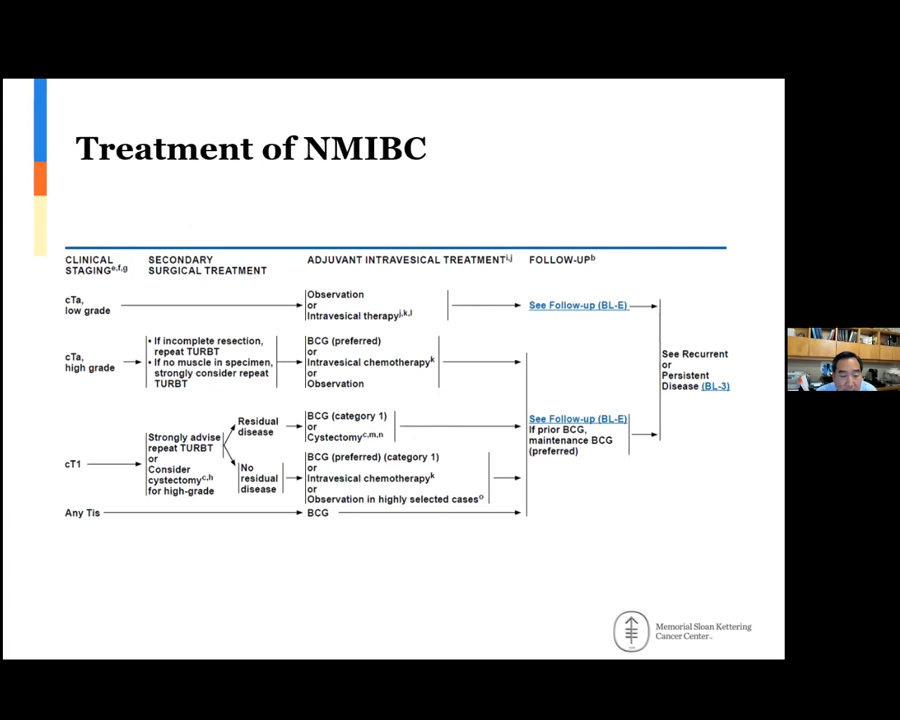 Treatment of NMIBC
CLINICAL
STAGINGe,f,g
SECONDARY
SURGICAL TREATMENT
ADJUVANT INTRAVESICAL TREATMENTi,j
FOLLOW-UPb
cTa,
low grade
Observation
or
Intravesical therapyj,k,l
See Follow-up (BL-E)
cTa,
high grade
• If incomplete resection,
repeat TURBT
• If no muscle in specimen,
strongly consider repeat
TURBT
BCG (preferred)
or
Intravesical chemotherapyk
or
Observation
See Recurrent
or
Persistent
Disease (BL-3)
cT1
Strongly advise
repeat TURBT
or
Consider
cystectomyc,h
for high-grade
Residual
disease
BCG (category 1)
or
Cystectomyc,m,n
No
residual
disease
BCG (preferred) (category 1)
or
Intravesical chemotherapyk
or
Observation in highly selected caseso
See Follow-up (BL-E)
If prior BCG,
maintenance BCG
(preferred)
Any Tis
BCG
Memorial Sloan Kettering
Cancer Center